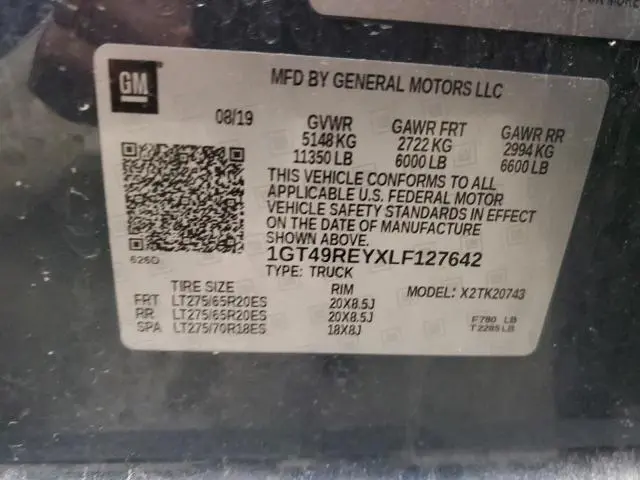 GM
MFD BY GENERAL MOTORS LLC
08/19 GVWR GAWR FRT GAWR RR
5148 KG 2722 KG 2994 KG
11350 LB 6000 LB 6600 LB
THIS VEHICLE CONFORMS TO ALL
APPLICABLE U.S. FEDERAL MOTOR
VEHICLE SAFETY STANDARDS IN EFFECT
ON THE DATE OF MANUFACTURE
SHOWN ABOVE.
626D 1GT49REYXLF127642
TYPE: TRUCK
TIRE SIZE RIM MODEL: X2TK20743
FRT LT275/65R20ES 20X8.5J
RR LT275/65R20ES 20X8.5J F780 LB
SPA LT275/70R18ES 18X8J T2285 LB